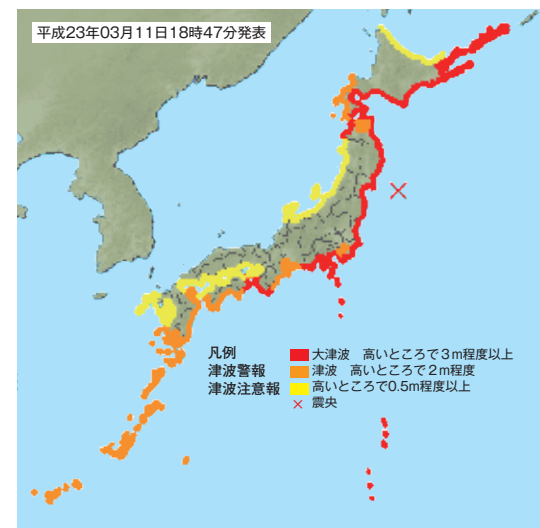 平成23年03月11日18時47分発表
凡例
大津波　高いところで３ｍ程度以上
津波警報
津波　高いところで２ｍ程度
津波注意報
高いところで0.5m程度以上
震央